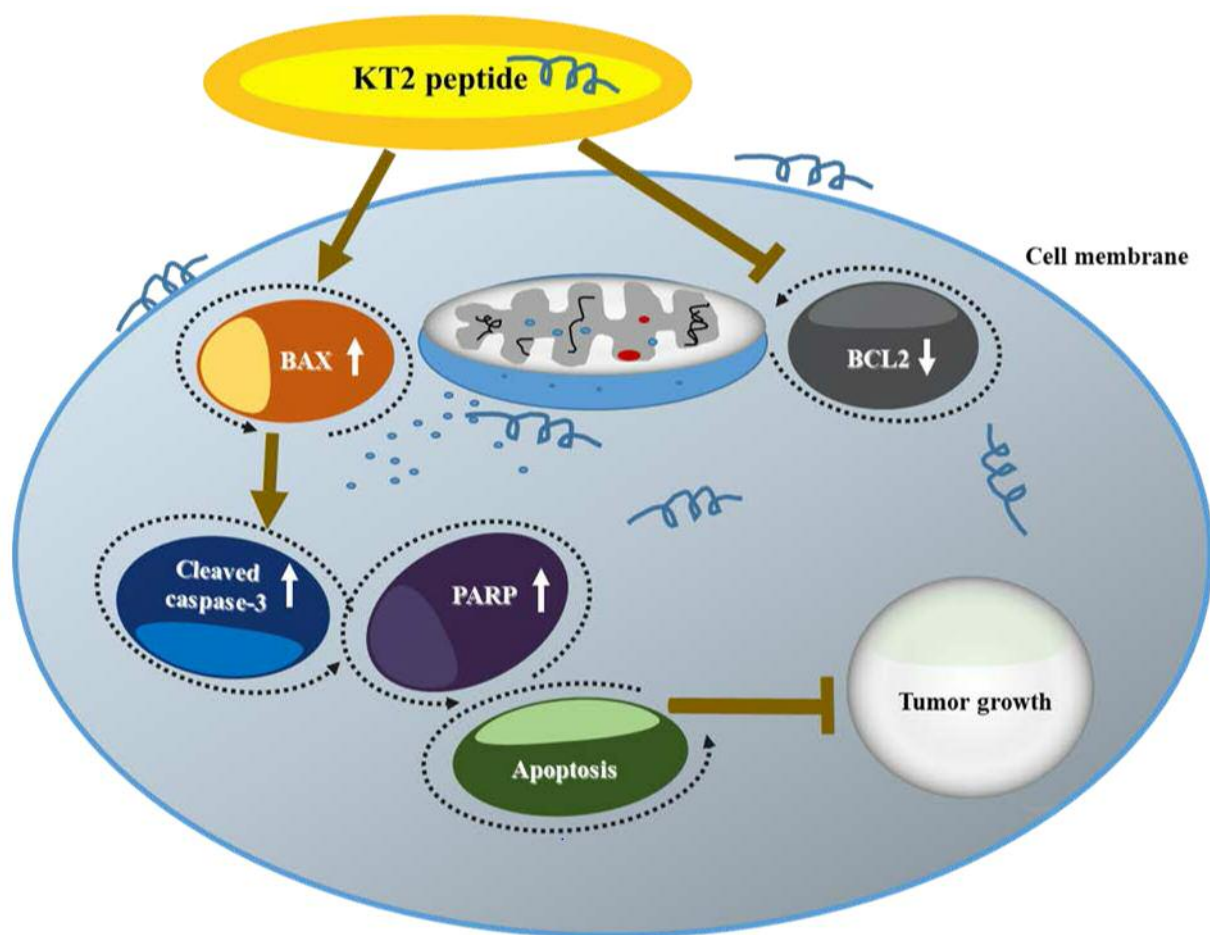 KT2 peptide
Cell membrane
BAX
BCL2
Cleaved
caspase-3
PARP
Tumor growth
Apoptosis